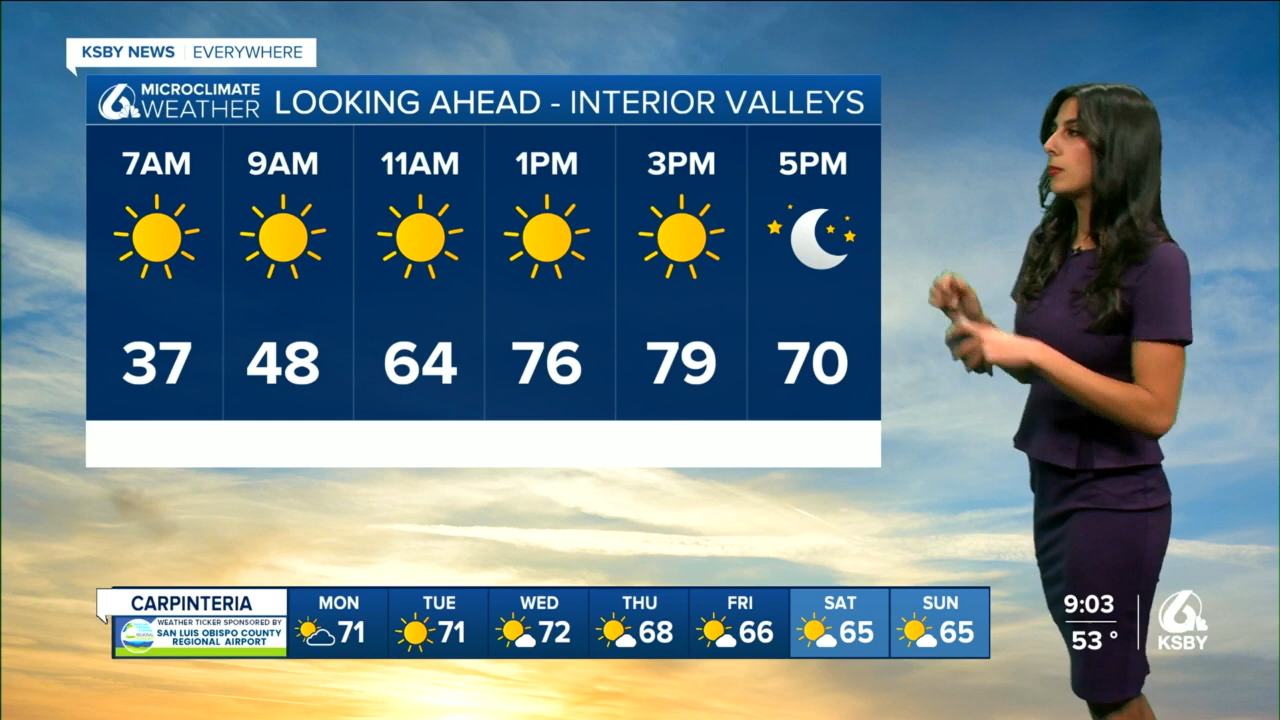 KSBY NEWS EVERYWHERE
6 MICROCLIMATE WEATHER LOOKING AHEAD - INTERIOR VALLEYS
7AM 9AM 11AM 1PM 3PM 5PM
37 48 64 76 79 70
CARPINTERIA MON TUE WED THU FRI SAT SUN
WEATHER TICKER SPONSORED BY
SAN LUIS OBISPO COUNTY
REGIONAL AIRPORT
71 71 72 68 66 65 65
9:03
53 °
6
KSBY